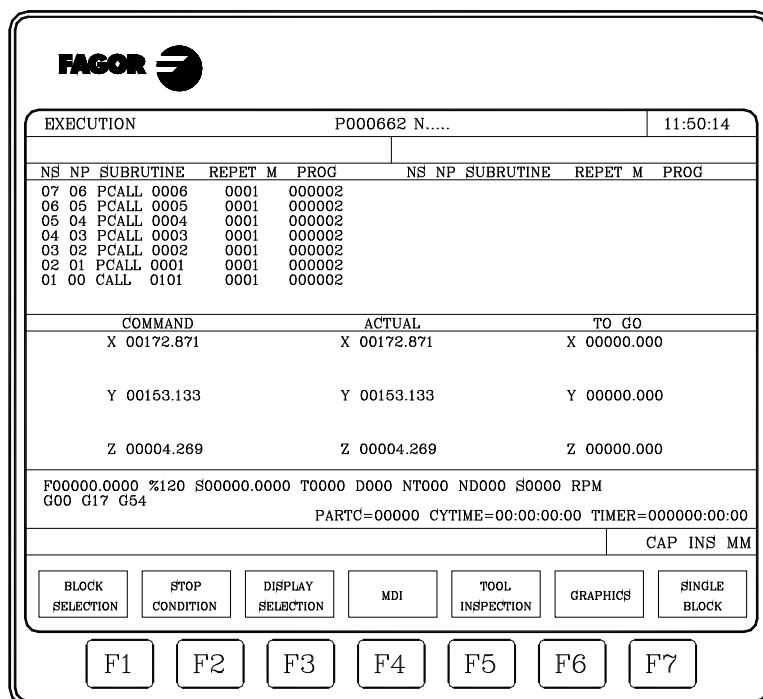 FAGOR
EXECUTION P000662 N..... 11:50:14
NS NP SUBRUTINE REPET M PROG NS NP SUBRUTINE REPET M PROG
07 06 PCALL 0006 0001 000002
06 05 PCALL 0005 0001 000002
05 04 PCALL 0004 0001 000002
04 03 PCALL 0003 0001 000002
03 02 PCALL 0002 0001 000002
02 01 PCALL 0001 0001 000002
01 00 CALL 0101 0001 000002
COMMAND ACTUAL TO GO
X 00172.871 X 00172.871 X 00000.000
Y 00153.133 Y 00153.133 Y 00000.000
Z 00004.269 Z 00004.269 Z 00000.000
F00000.0000 %120 S00000.0000 T0000 D000 NT000 ND000 S0000 RPM
G00 G17 G54
PARTC=00000 CYTIME=00:00:00:00 TIMER=000000:00:00
CAP INS MM
BLOCK SELECTION
STOP CONDITION
DISPLAY SELECTION
MDI
TOOL INSPECTION
GRAPHICS
SINGLE BLOCK
F1 F2 F3 F4 F5 F6 F7